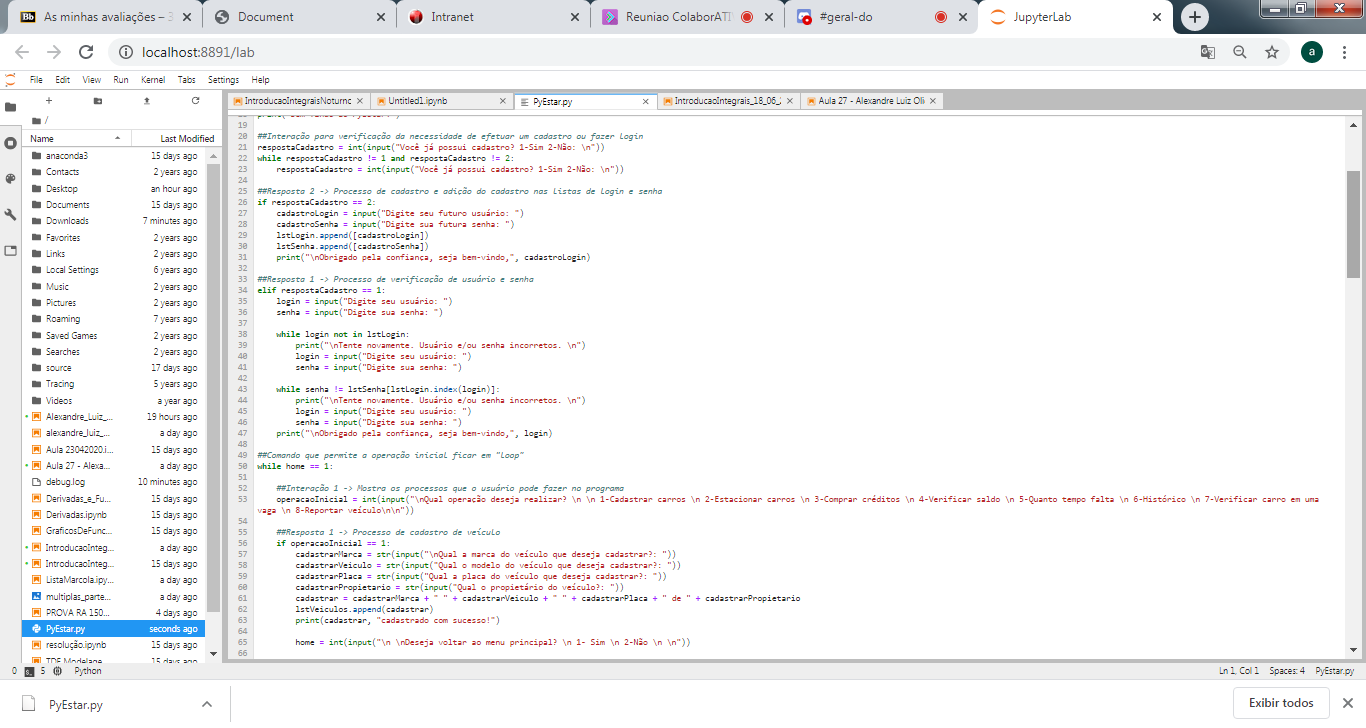 As minhas avaliações – 3
Document
Intranet
Reuniao ColaborATI
#geral-do
JupyterLab
localhost:8891/lab
a
File Edit View Run Kernel Tabs Settings Help
IntroducaoIntegraisNoturno
Untitled1.ipynb
PyEstar.py
IntroducaoIntegrais_18_06_
Aula 27 - Alexandre Luiz Oli
/
Name Last Modified
anaconda3 15 days ago
Contacts 2 years ago
Desktop an hour ago
Documents 15 days ago
Downloads 7 minutes ago
Favorites 2 years ago
Links 2 years ago
Local Settings 6 years ago
Music 2 years ago
Pictures 2 years ago
Roaming 7 years ago
Saved Games 2 years ago
Searches 2 years ago
source 17 days ago
Tracing 5 years ago
Videos a year ago
Alexandre_Luiz_... 19 hours ago
alexandre_luiz_... a day ago
Aula 23042020.i... 15 days ago
Aula 27 - Alexa... a day ago
debug.log 10 minutes ago
Derivadas_e_Fu... 15 days ago
Derivadas.ipynb 15 days ago
GraficosDeFunc... 15 days ago
IntroducaoInteg... a day ago
IntroducaoInteg... 15 days ago
ListaMarcola.ipy... a day ago
multiplas_parte... a day ago
PROVA RA 150... 4 days ago
PyEstar.py seconds ago
resolução.ipynb 15 days ago
TDE Modelage... 15 days ago
19
20 ##Interação para verificação da necessidade de efetuar um cadastro ou fazer login
21 respostaCadastro = int(input("Você já possui cadastro? 1-Sim 2-Não: \n"))
22 while respostaCadastro != 1 and respostaCadastro != 2:
23 respostaCadastro = int(input("Você já possui cadastro? 1-Sim 2-Não: \n"))
24
25 ##Resposta 2 -> Processo de cadastro e adição do cadastro nas listas de login e senha
26 if respostaCadastro == 2:
27 cadastroLogin = input("Digite seu futuro usuário: ")
28 cadastroSenha = input("Digite sua futura senha: ")
29 lstLogin.append([cadastroLogin])
30 lstSenha.append([cadastroSenha])
31 print("\nObrigado pela confiança, seja bem-vindo,", cadastroLogin)
32
33 ##Resposta 1 -> Processo de verificação de usuário e senha
34 elif respostaCadastro == 1:
35 login = input("Digite seu usuário: ")
36 senha = input("Digite sua senha: ")
37
38 while login not in lstLogin:
39 print("\nTente novamente. Usuário e/ou senha incorretos. \n")
40 login = input("Digite seu usuário: ")
41 senha = input("Digite sua senha: ")
42
43 while senha != lstSenha[lstLogin.index(login)]:
44 print("\nTente novamente. Usuário e/ou senha incorretos. \n")
45 login = input("Digite seu usuário: ")
46 senha = input("Digite sua senha: ")
47 print("\nObrigado pela confiança, seja bem-vindo,", login)
48
49 ##Comando que permite a operação inicial ficar em "Loop"
50 while home == 1:
51
52 ##Interação 1 -> Mostra os processos que o usuário pode fazer no programa
53 operacaoInicial = int(input("\nQual operação deseja realizar? \n \n 1-Cadastrar carros \n 2-Estacionar carros \n 3-Comprar créditos \n 4-Verificar saldo \n 5-Quanto tempo falta \n 6-Histórico \n 7-Verificar carro em uma
vaga \n 8-Reportar veículo\n\n"))
54
55 ##Resposta 1 -> Processo de cadastro de veículo
56 if operacaoInicial == 1:
57 cadastrarMarca = str(input("\nQual a marca do veículo que deseja cadastrar?: "))
58 cadastrarVeiculo = str(input("Qual o modelo do veículo que deseja cadastrar?: "))
59 cadastrarPlaca = str(input("Qual a placa do veículo que deseja cadastrar?: "))
60 cadastrarPropietario = str(input("Qual o propietário do veículo?: "))
61 cadastrar = cadastrarMarca + " " + cadastrarVeiculo + " " + cadastrarPlaca + " de " + cadastrarPropietario
62 lstVeiculos.append(cadastrar)
63 print(cadastrar, "cadastrado com sucesso!")
64
65 home = int(input("\n \nDeseja voltar ao menu principal? \n 1- Sim \n 2-Não \n \n"))
66
0 5 Python
Ln 1, Col 1 Spaces: 4 PyEstar.py
PyEstar.py
Exibir todos